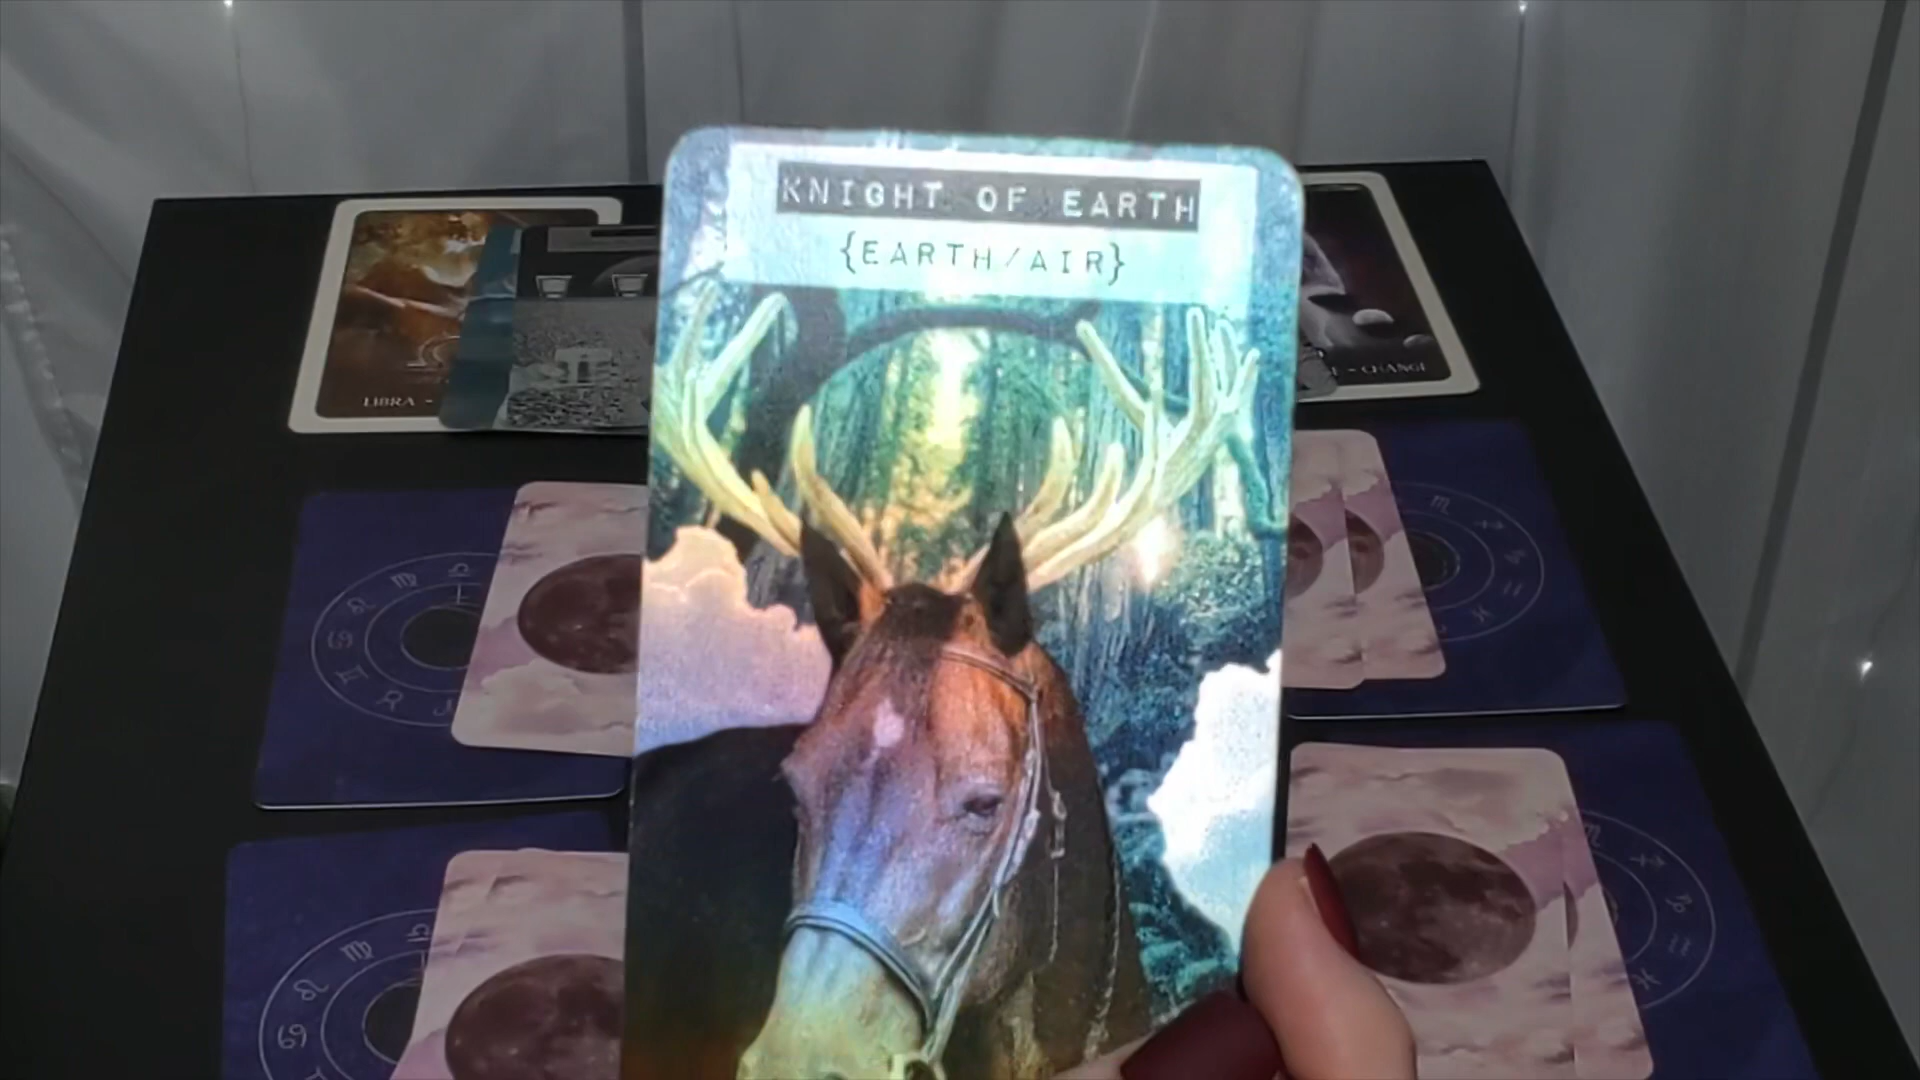 KNIGHT OF EARTH
{EARTH/AIR}
LIBRA -
- CHANGE